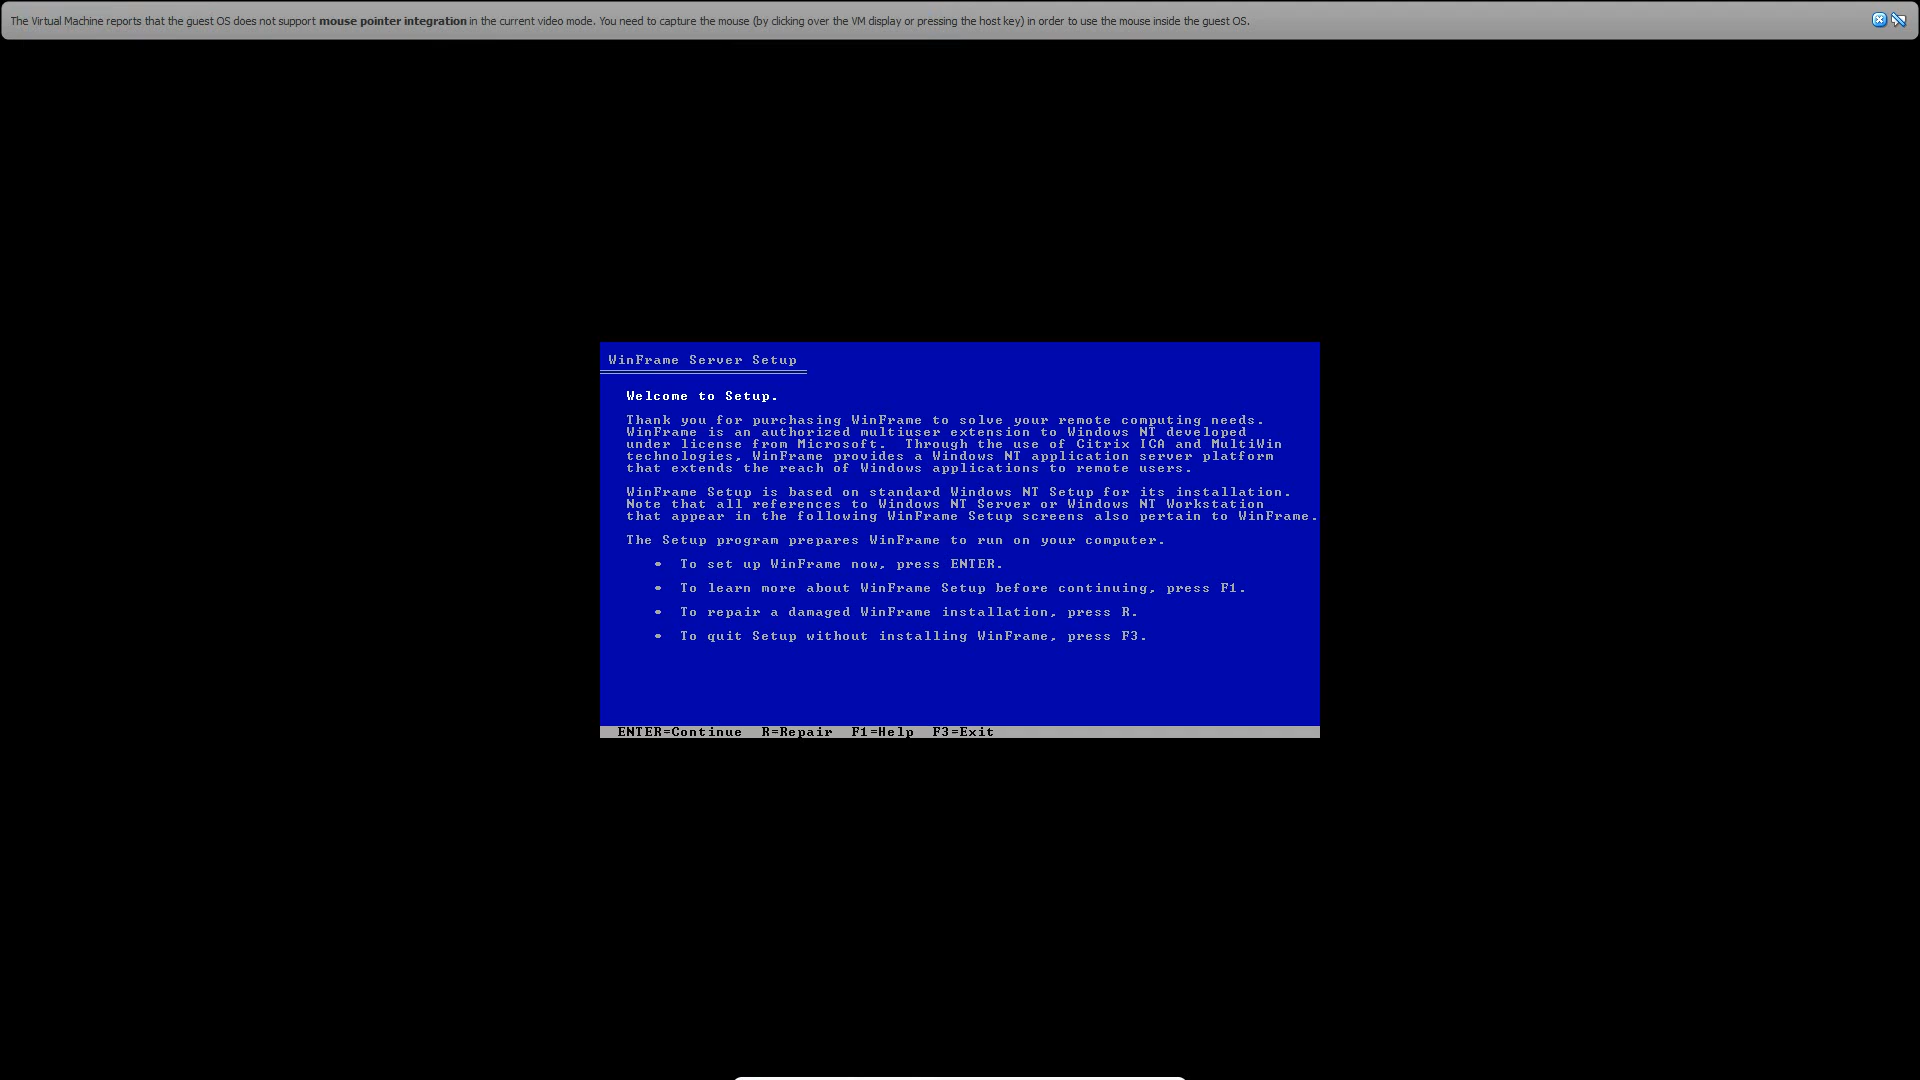 The Virtual Machine reports that the guest OS does not support mouse pointer integration in the current video mode. You need to capture the mouse (by clicking over the VM display or pressing the host key) in order to use the mouse inside the guest OS.
WinFrame Server Setup
Welcome to Setup.
Thank you for purchasing WinFrame to solve your remote computing needs.
WinFrame is an authorized multiuser extension to Windows NT developed
under license from Microsoft.  Through the use of Citrix ICA and MultiWin
technologies, WinFrame provides a Windows NT application server platform
that extends the reach of Windows applications to remote users.
WinFrame Setup is based on standard Windows NT Setup for its installation.
Note that all references to Windows NT Server or Windows NT Workstation
that appear in the following WinFrame Setup screens also pertain to WinFrame.
The Setup program prepares WinFrame to run on your computer.
• To set up WinFrame now, press ENTER.
• To learn more about WinFrame Setup before continuing, press F1.
• To repair a damaged WinFrame installation, press R.
• To quit Setup without installing WinFrame, press F3.
ENTER=Continue  R=Repair  F1=Help  F3=Exit